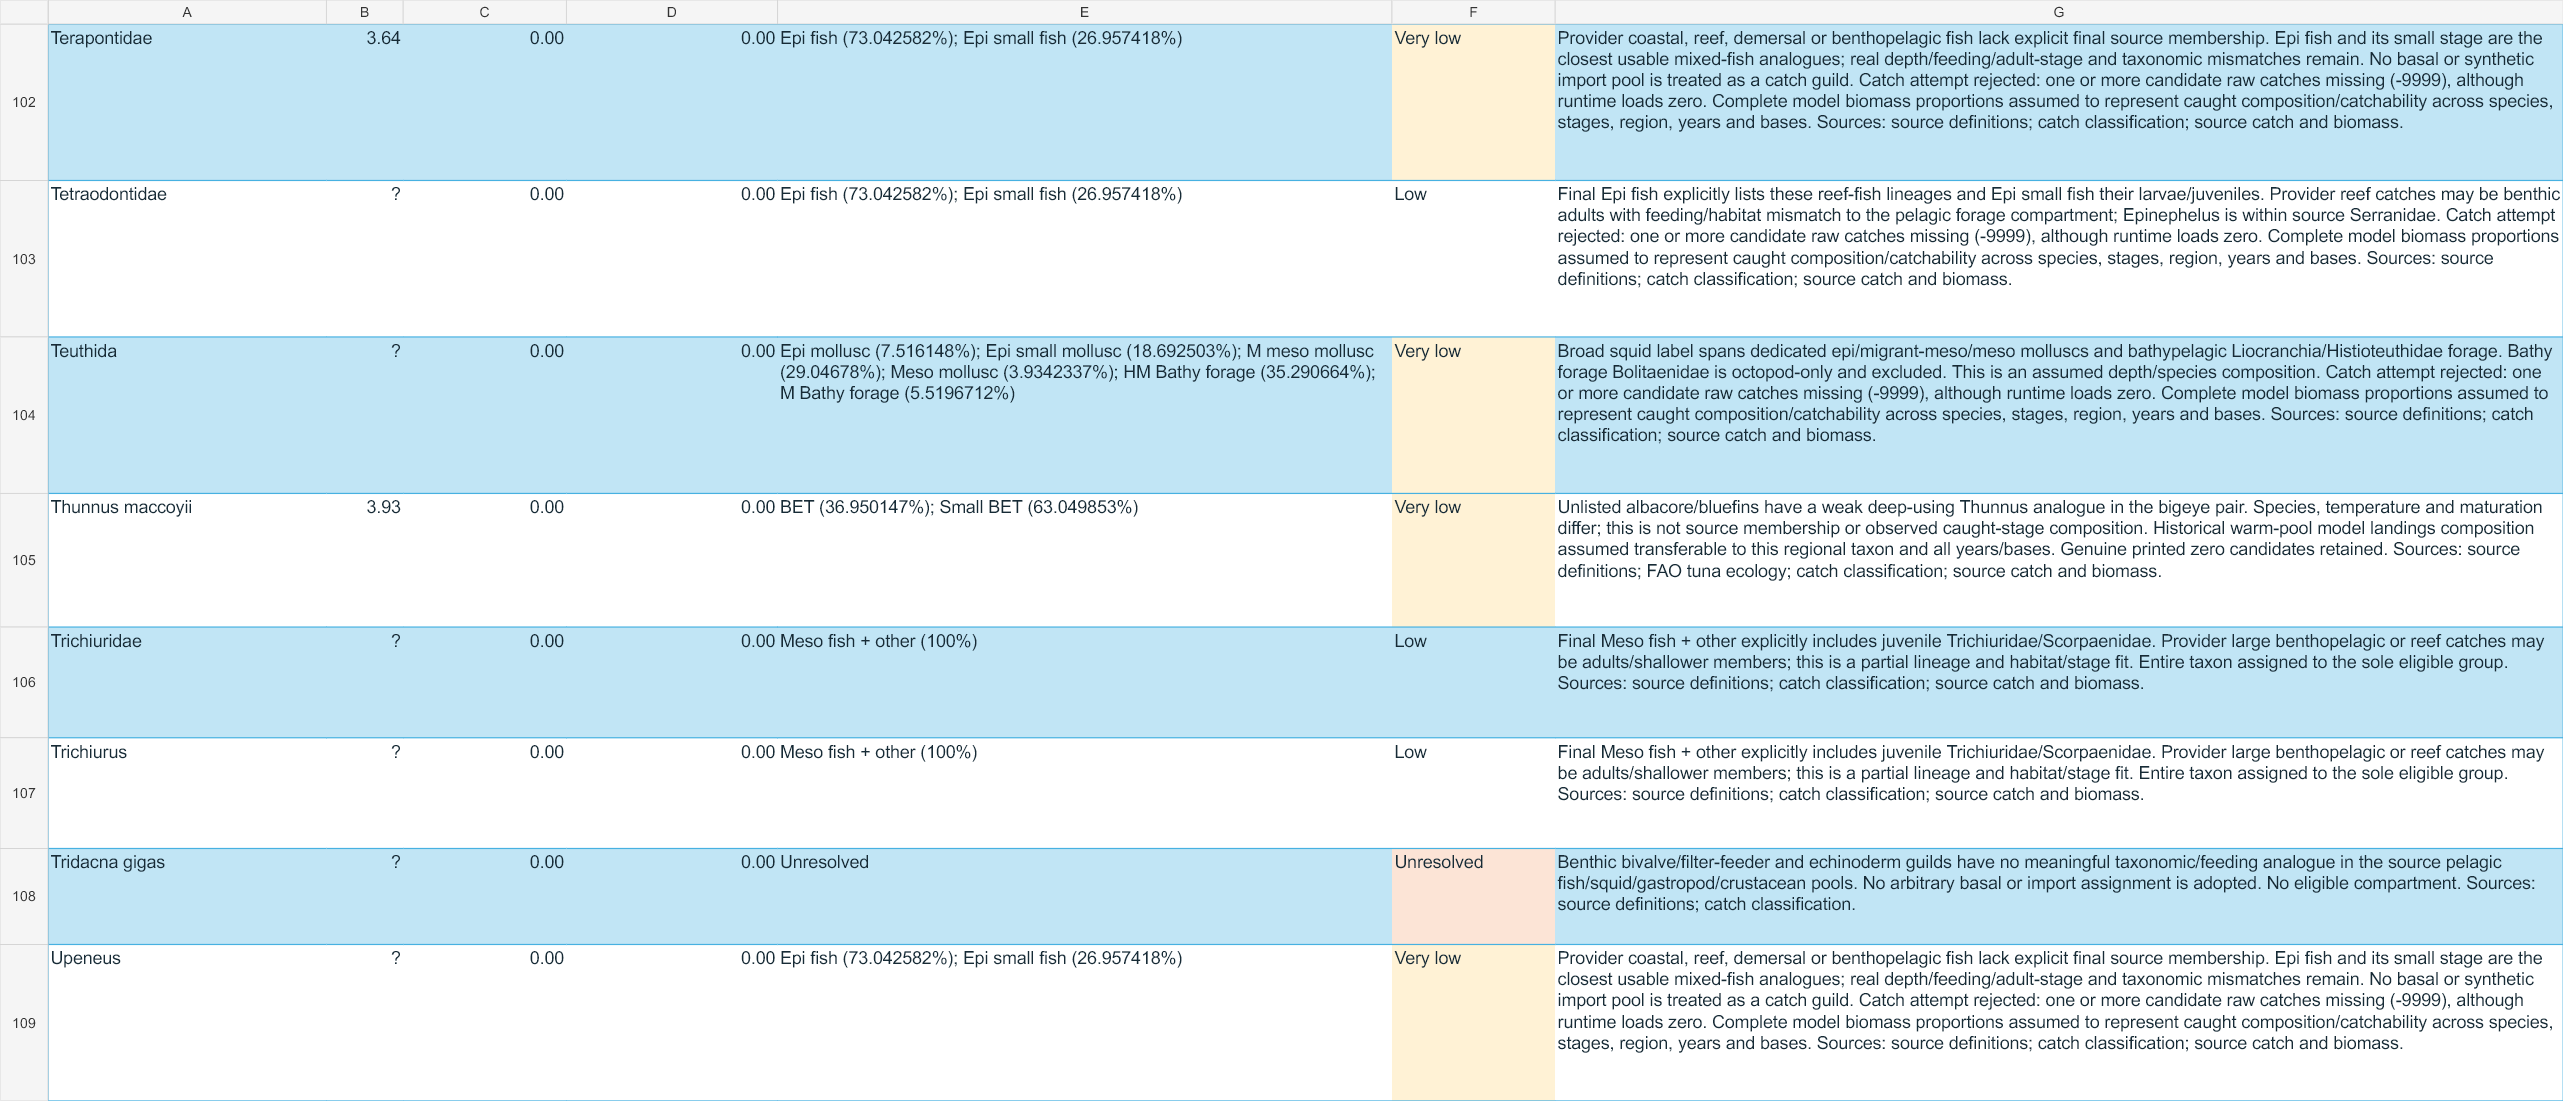 A B C D E F G
102 Terapontidae 3.64 0.00 0.00 Epi fish (73.042582%); Epi small fish (26.957418%) Very low Provider coastal, reef, demersal or benthopelagic fish lack explicit final source membership. Epi fish and its small stage are the
closest usable mixed-fish analogues; real depth/feeding/adult-stage and taxonomic mismatches remain. No basal or synthetic
import pool is treated as a catch guild. Catch attempt rejected: one or more candidate raw catches missing (-9999), although
runtime loads zero. Complete model biomass proportions assumed to represent caught composition/catchability across species,
stages, region, years and bases. Sources: source definitions; catch classification; source catch and biomass.
103 Tetraodontidae ? 0.00 0.00 Epi fish (73.042582%); Epi small fish (26.957418%) Low Final Epi fish explicitly lists these reef-fish lineages and Epi small fish their larvae/juveniles. Provider reef catches may be benthic
adults with feeding/habitat mismatch to the pelagic forage compartment; Epinephelus is within source Serranidae. Catch attempt
rejected: one or more candidate raw catches missing (-9999), although runtime loads zero. Complete model biomass proportions
assumed to represent caught composition/catchability across species, stages, region, years and bases. Sources: source
definitions; catch classification; source catch and biomass.
104 Teuthida ? 0.00 0.00 Epi mollusc (7.516148%); Epi small mollusc (18.692503%); M meso mollusc
(29.04678%); Meso mollusc (3.9342337%); HM Bathy forage (35.290664%);
M Bathy forage (5.5196712%)
Very low
Broad squid label spans dedicated epi/migrant-meso/meso molluscs and bathypelagic Liocranchia/Histioteuthidae forage. Bathy
forage Bolitaenidae is octopod-only and excluded. This is an assumed depth/species composition. Catch attempt rejected: one
or more candidate raw catches missing (-9999), although runtime loads zero. Complete model biomass proportions assumed to
represent caught composition/catchability across species, stages, region, years and bases. Sources: source definitions; catch
classification; source catch and biomass.
105 Thunnus maccoyii 3.93 0.00 0.00 BET (36.950147%); Small BET (63.049853%) Very low Unlisted albacore/bluefins have a weak deep-using Thunnus analogue in the bigeye pair. Species, temperature and maturation
differ; this is not source membership or observed caught-stage composition. Historical warm-pool model landings composition
assumed transferable to this regional taxon and all years/bases. Genuine printed zero candidates retained. Sources: source
definitions; FAO tuna ecology; catch classification; source catch and biomass.
106 Trichiuridae ? 0.00 0.00 Meso fish + other (100%) Low Final Meso fish + other explicitly includes juvenile Trichiuridae/Scorpaenidae. Provider large benthopelagic or reef catches may
be adults/shallower members; this is a partial lineage and habitat/stage fit. Entire taxon assigned to the sole eligible group.
Sources: source definitions; catch classification; source catch and biomass.
107 Trichiurus ? 0.00 0.00 Meso fish + other (100%) Low Final Meso fish + other explicitly includes juvenile Trichiuridae/Scorpaenidae. Provider large benthopelagic or reef catches may
be adults/shallower members; this is a partial lineage and habitat/stage fit. Entire taxon assigned to the sole eligible group.
Sources: source definitions; catch classification; source catch and biomass.
108 Tridacna gigas ? 0.00 0.00 Unresolved Unresolved Benthic bivalve/filter-feeder and echinoderm guilds have no meaningful taxonomic/feeding analogue in the source pelagic
fish/squid/gastropod/crustacean pools. No arbitrary basal or import assignment is adopted. No eligible compartment. Sources:
source definitions; catch classification.
109 Upeneus ? 0.00 0.00 Epi fish (73.042582%); Epi small fish (26.957418%) Very low Provider coastal, reef, demersal or benthopelagic fish lack explicit final source membership. Epi fish and its small stage are the
closest usable mixed-fish analogues; real depth/feeding/adult-stage and taxonomic mismatches remain. No basal or synthetic
import pool is treated as a catch guild. Catch attempt rejected: one or more candidate raw catches missing (-9999), although
runtime loads zero. Complete model biomass proportions assumed to represent caught composition/catchability across species,
stages, region, years and bases. Sources: source definitions; catch classification; source catch and biomass.